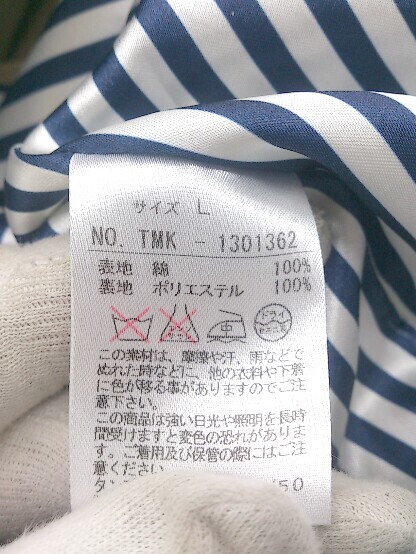 サイズ L
NO. TMK - 1301362
表地 綿 100%
裏地 ポリエステル 100%
ドライ
この素材は、摩擦や汗、雨などで
ぬれた時などに、他の衣料や下着
に色が移る事がありますのでご注
意下さい。
この商品は強い日光や照明を長時
間受けますと変色の恐れがありま
す。ご着用及び保管の際にはご注
意ください
タン 50